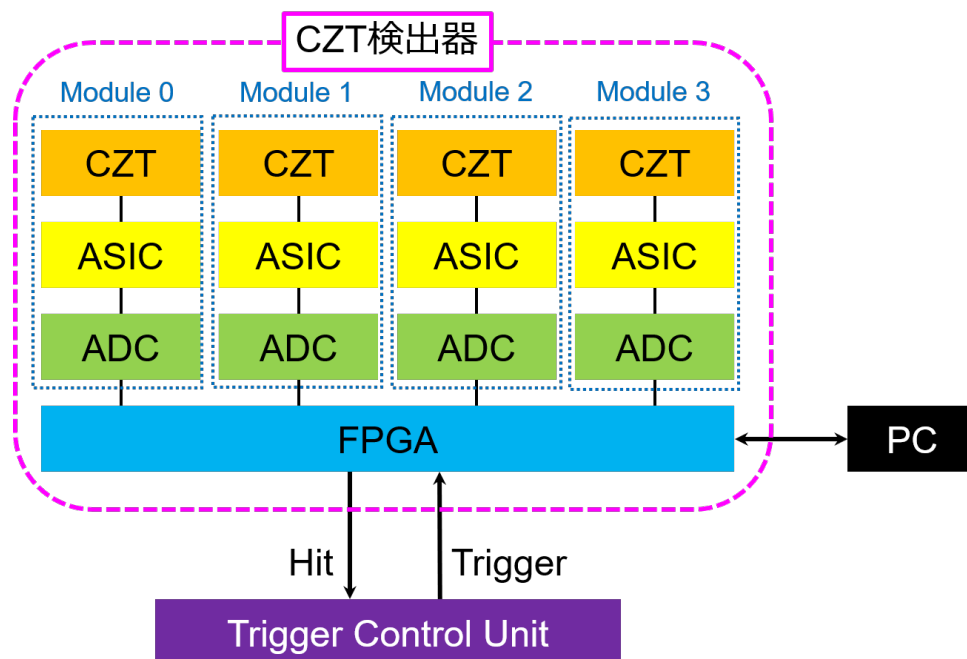 CZT検出器
Module 0 Module 1 Module 2 Module 3
CZT CZT CZT CZT
ASIC ASIC ASIC ASIC
ADC ADC ADC ADC
FPGA PC
Hit Trigger
Trigger Control Unit